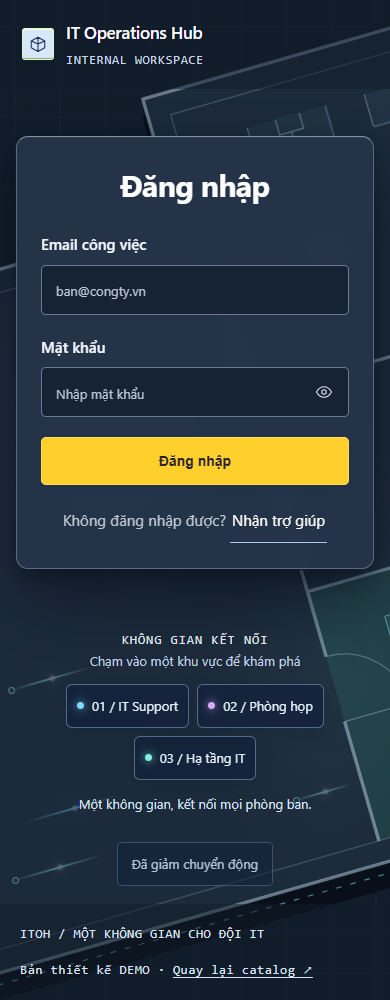 IT Operations Hub
INTERNAL WORKSPACE
Đăng nhập
Email công việc
ban@congty.vn
Mật khẩu
Nhập mật khẩu
Đăng nhập
Không đăng nhập được? Nhận trợ giúp
KHÔNG GIAN KẾT NỐI
Chạm vào một khu vực để khám phá
01 / IT Support
02 / Phòng họp
03 / Hạ tầng IT
Một không gian, kết nối mọi phòng ban.
Đã giảm chuyển động
ITOH / MỘT KHÔNG GIAN CHO ĐỘI IT
Bản thiết kế DEMO · Quay lại catalog ↗